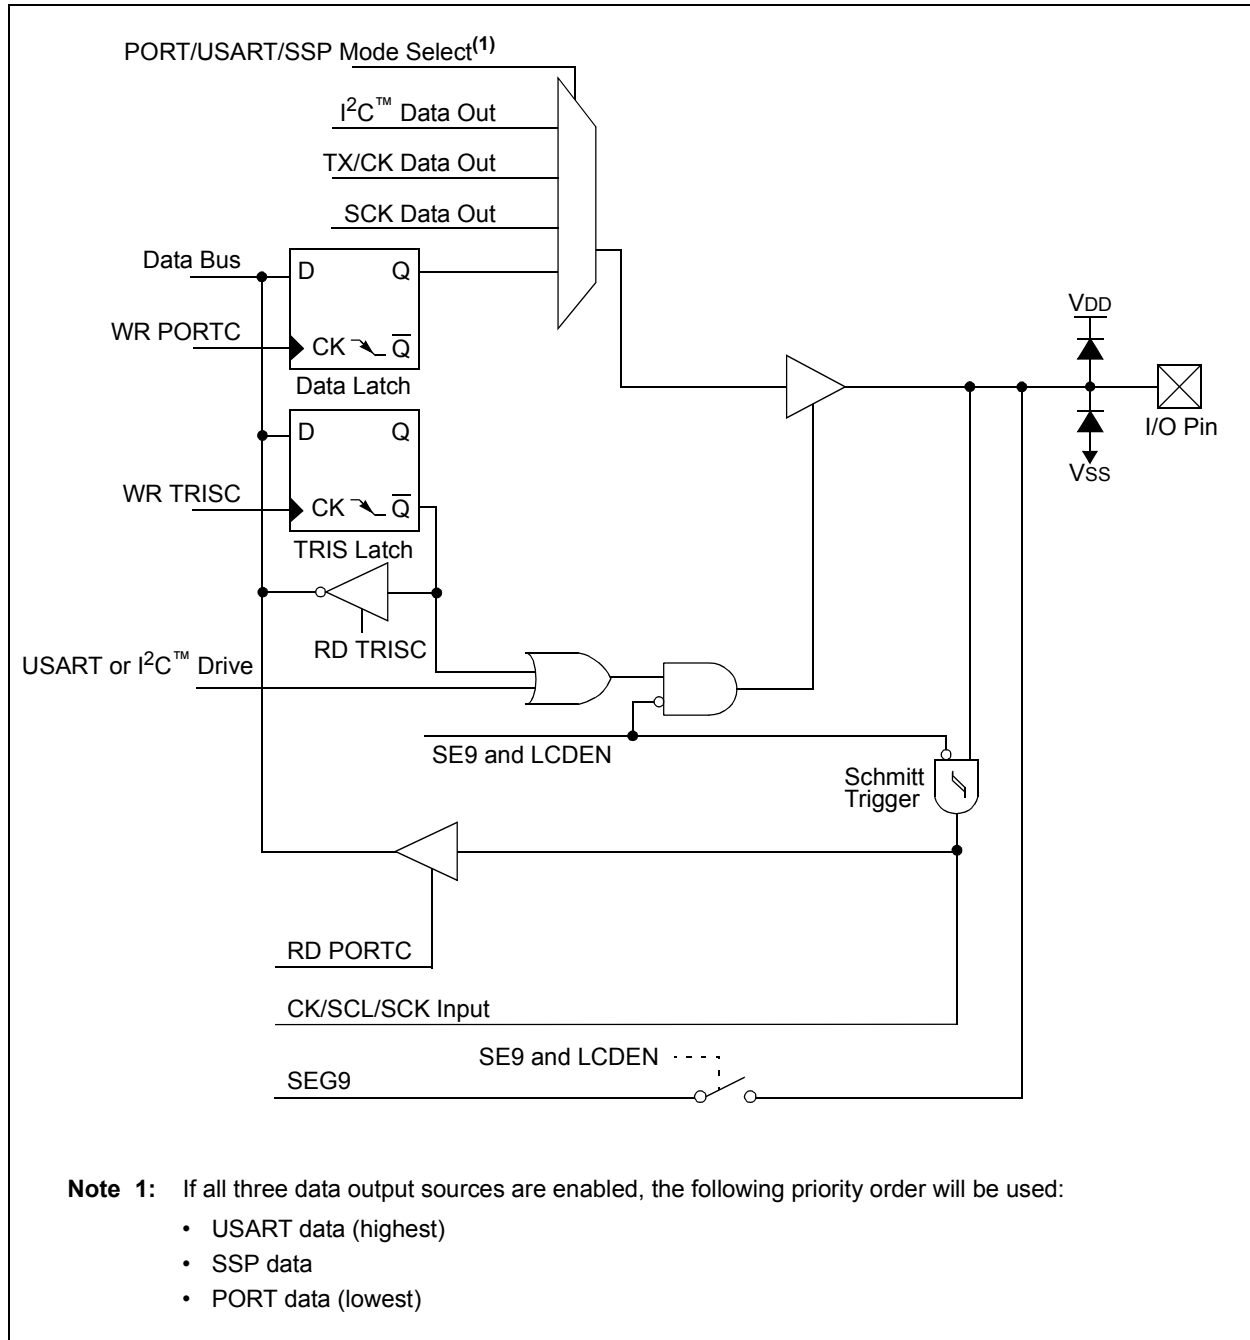 PORT/USART/SSP Mode Select(1)
I2C™ Data Out
TX/CK Data Out
SCK Data Out
Data Bus
D Q
WR PORTC
CK Q
Data Latch
VDD
I/O Pin
VSS
D Q
WR TRISC
CK Q
TRIS Latch
RD TRISC
USART or I2C™ Drive
SE9 and LCDEN
Schmitt
Trigger
RD PORTC
CK/SCL/SCK Input
SE9 and LCDEN
SEG9
Note 1: If all three data output sources are enabled, the following priority order will be used:
• USART data (highest)
• SSP data
• PORT data (lowest)